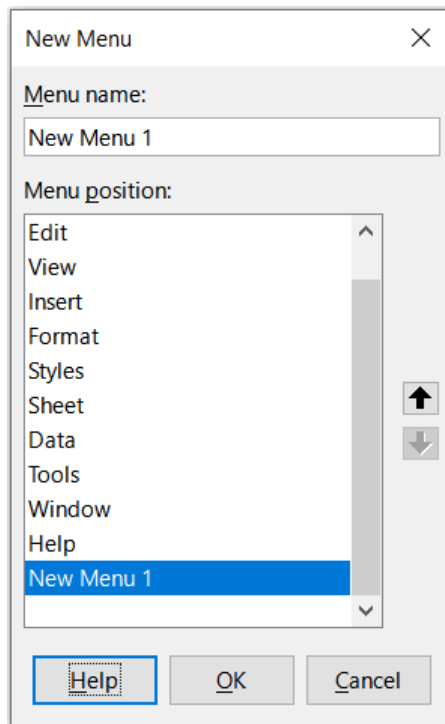 New Menu
Menu name:
New Menu 1
Menu position:
Edit
View
Insert
Format
Styles
Sheet
Data
Tools
Window
Help
New Menu 1
Help OK Cancel